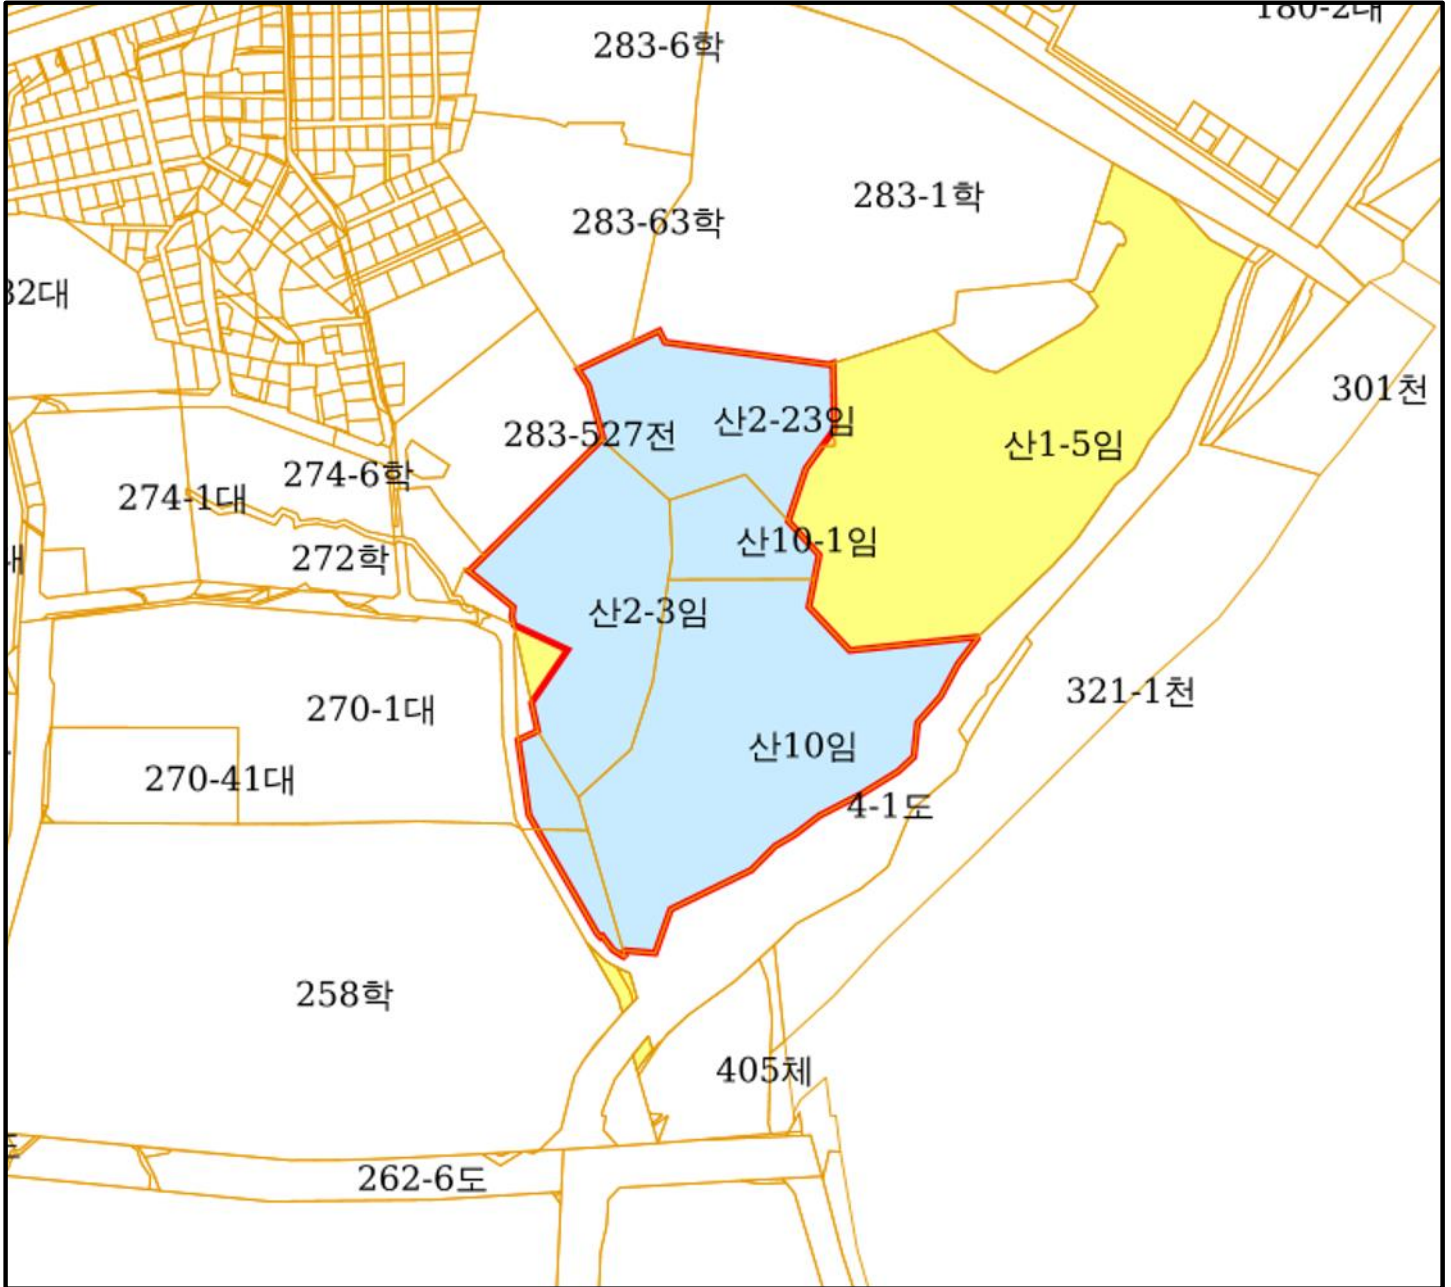 180-2대
283-6학
283-1학
283-63학
32대
301천
산2-23임
283-527전
산1-5임
274-6학
274-1대
산10-1임
272학
산2-3임
321-1천
270-1대
산10임
270-41대
4-1도
258학
405체
262-6도